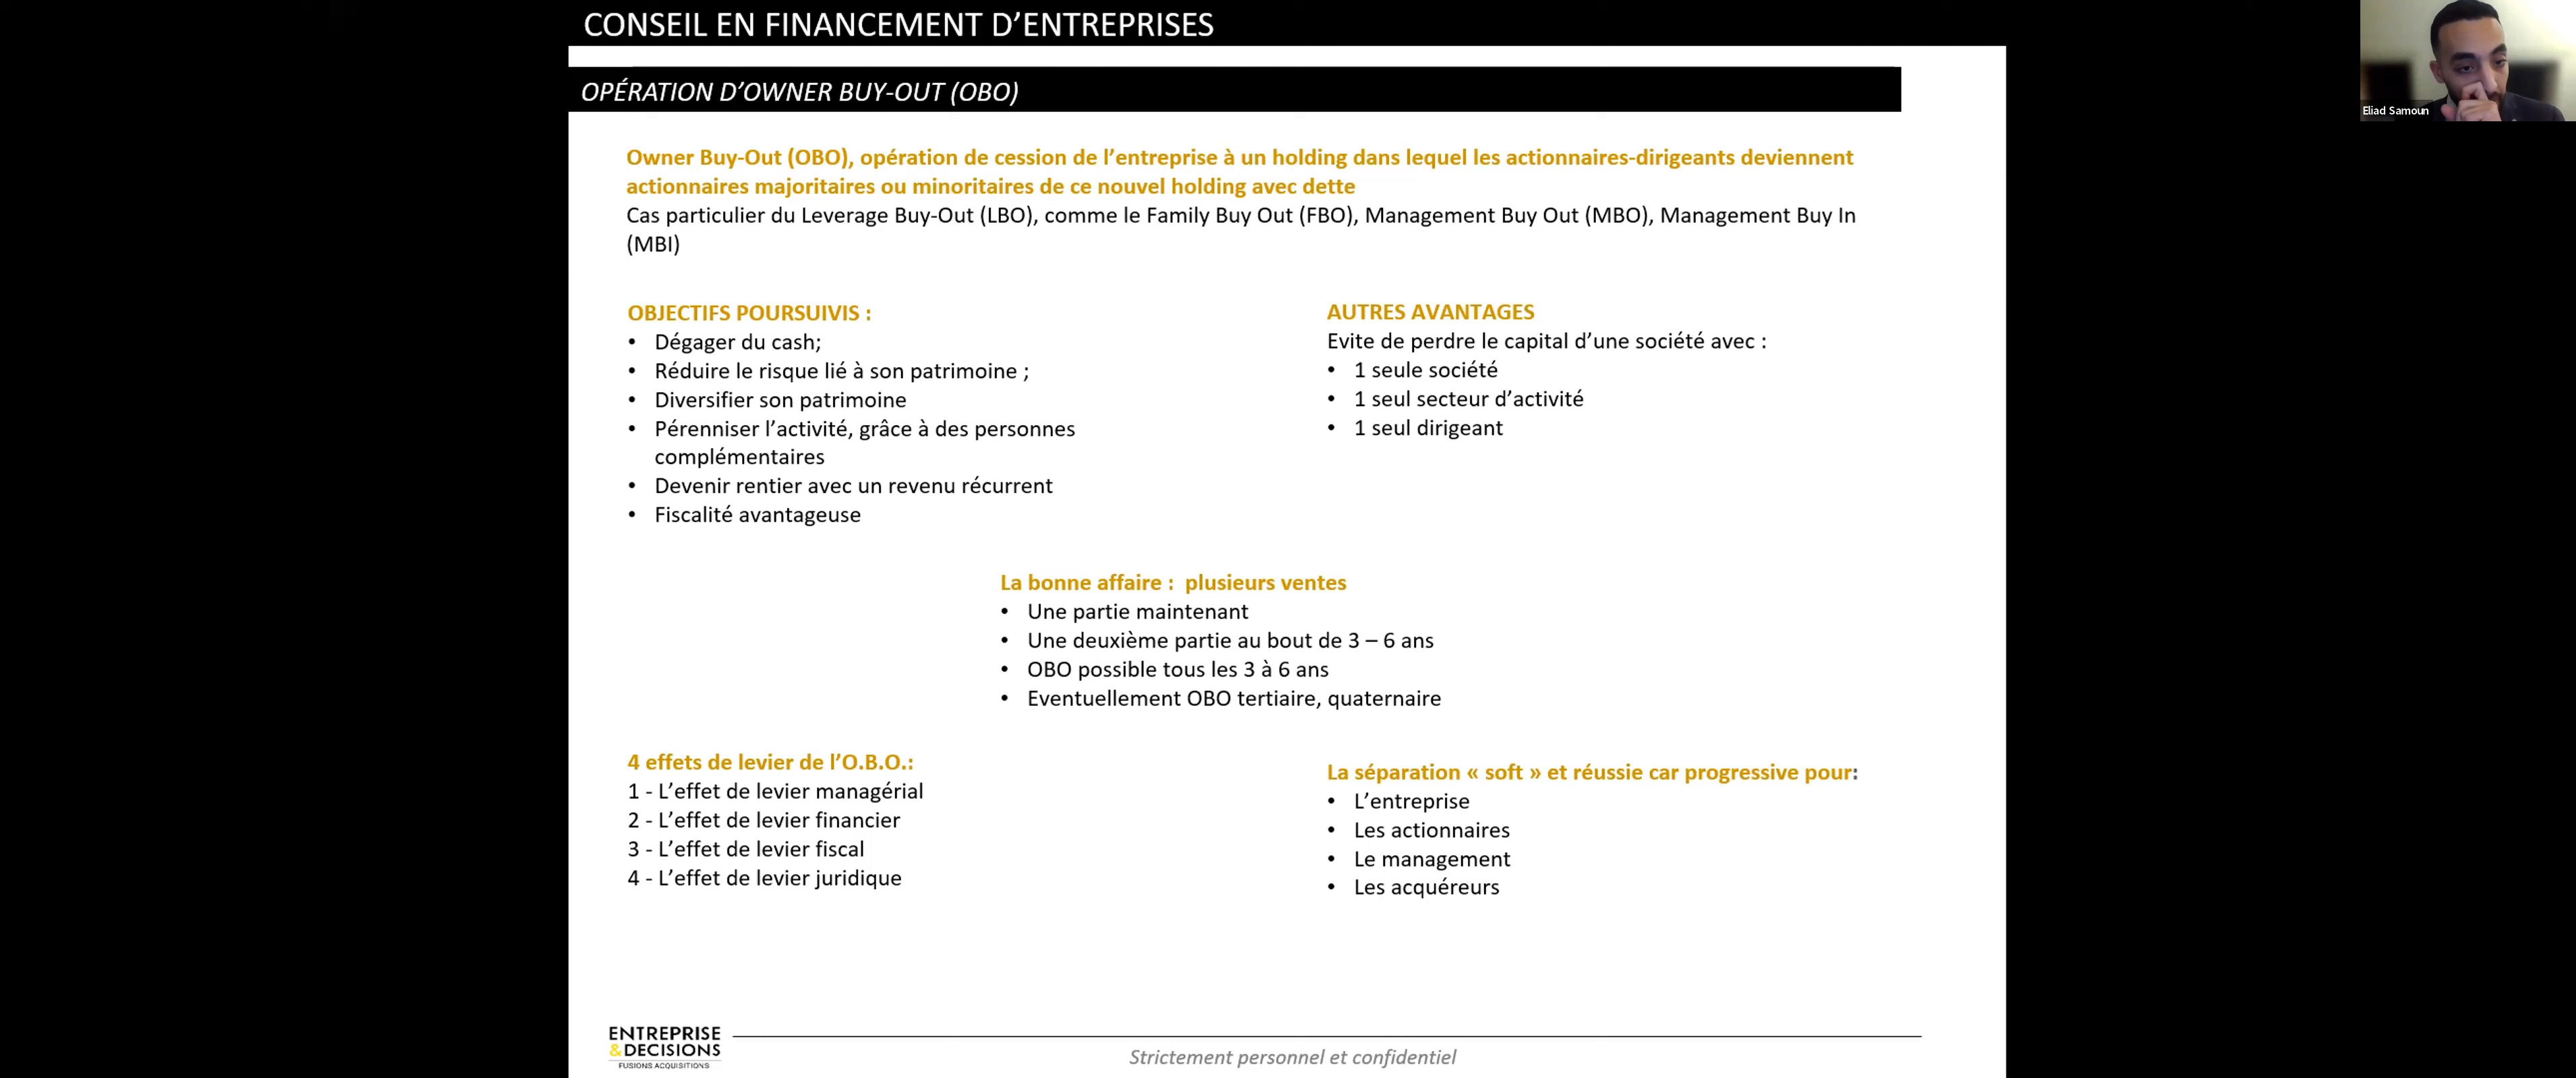 CONSEIL EN FINANCEMENT D’ENTREPRISES
OPÉRATION D’OWNER BUY-OUT (OBO)
Owner Buy-Out (OBO), opération de cession de l’entreprise à un holding dans lequel les actionnaires-dirigeants deviennent
actionnaires majoritaires ou minoritaires de ce nouvel holding avec dette
Cas particulier du Leverage Buy-Out (LBO), comme le Family Buy Out (FBO), Management Buy Out (MBO), Management Buy In
(MBI)
OBJECTIFS POURSUIVIS :
• Dégager du cash;
• Réduire le risque lié à son patrimoine ;
• Diversifier son patrimoine
• Pérenniser l’activité, grâce à des personnes
complémentaires
• Devenir rentier avec un revenu récurrent
• Fiscalité avantageuse
AUTRES AVANTAGES
Evite de perdre le capital d’une société avec :
• 1 seule société
• 1 seul secteur d’activité
• 1 seul dirigeant
La bonne affaire : plusieurs ventes
• Une partie maintenant
• Une deuxième partie au bout de 3 – 6 ans
• OBO possible tous les 3 à 6 ans
• Eventuellement OBO tertiaire, quaternaire
4 effets de levier de l’O.B.O.:
1 - L’effet de levier managérial
2 - L’effet de levier financier
3 - L’effet de levier fiscal
4 - L’effet de levier juridique
La séparation « soft » et réussie car progressive pour:
• L’entreprise
• Les actionnaires
• Le management
• Les acquéreurs
ENTREPRISE
&DECISIONS
FUSIONS ACQUISITIONS
Strictement personnel et confidentiel
Eliad Samoun